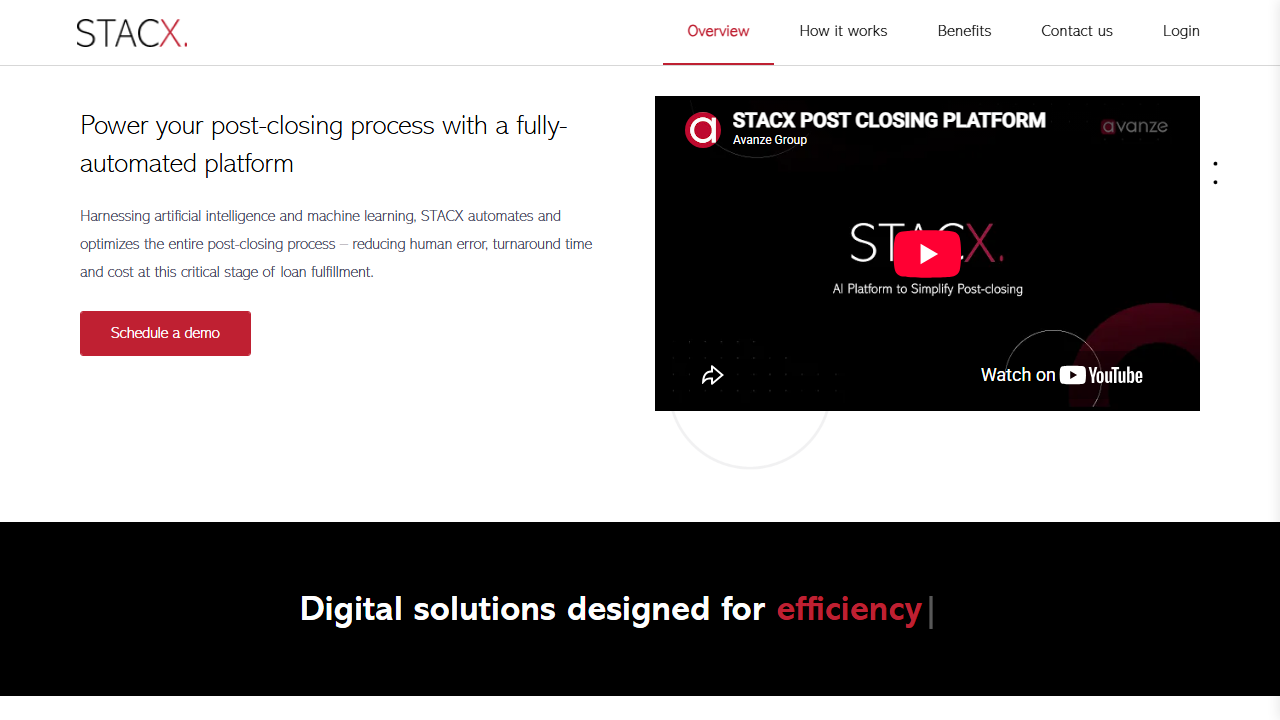 STACX.
Overview
How it works
Benefits
Contact us
Login
Power your post-closing process with a fully-
automated platform
Harnessing artificial intelligence and machine learning, STACX automates and
optimizes the entire post-closing process – reducing human error, turnaround time
and cost at this critical stage of loan fulfillment.
Schedule a demo
STACX POST CLOSING PLATFORM
Avanze Group
avanze
STACX.
AI Platform to Simplify Post-closing
Watch on YouTube
Digital solutions designed for efficiency|